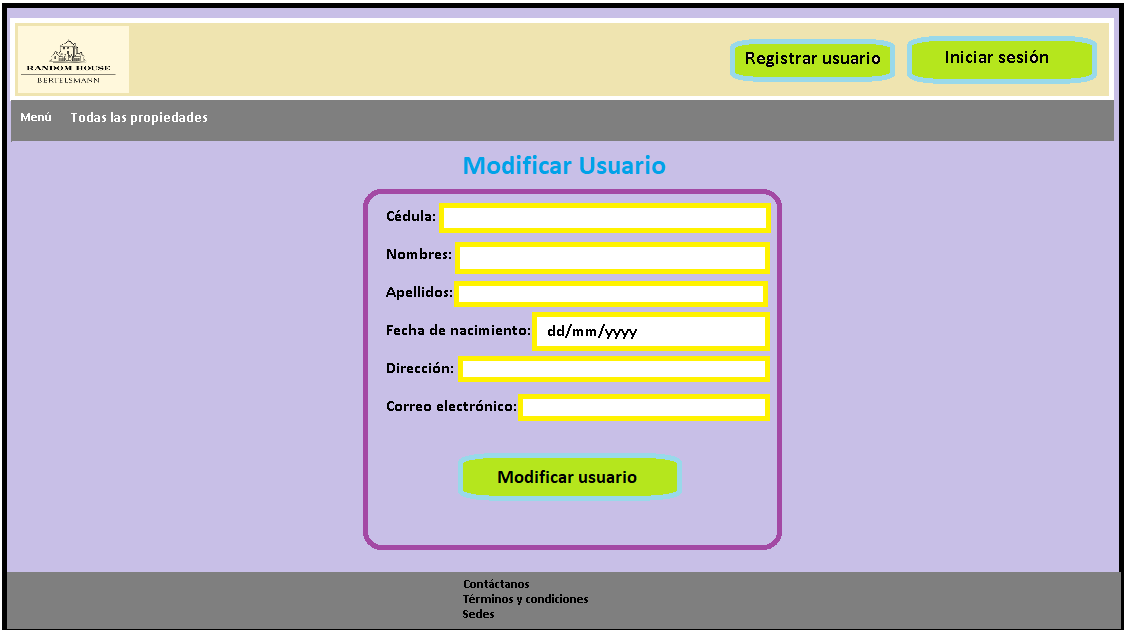 RANDOM HOUSE
BERTELSMANN
Registrar usuario
Iniciar sesión
Menú
Todas las propiedades
Modificar Usuario
Cédula:
Nombres:
Apellidos:
Fecha de nacimiento: dd/mm/yyyy
Dirección:
Correo electrónico:
Modificar usuario
Contáctanos
Términos y condiciones
Sedes